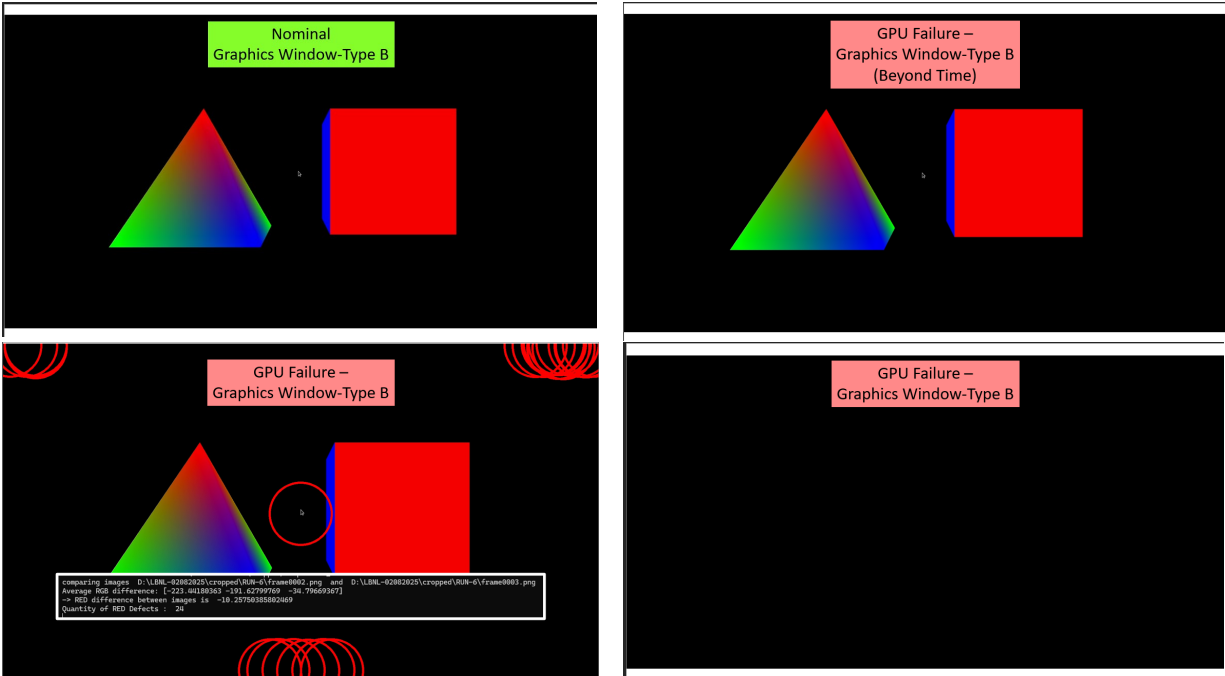 Nominal
Graphics Window-Type B
GPU Failure –
Graphics Window-Type B
(Beyond Time)
GPU Failure –
Graphics Window-Type B
comparing images D:\LBNL-02082025\cropped\RUN-6\frame0002.png and D:\LBNL-02082025\cropped\RUN-6\frame0003.png
Average RGB difference: [-223.44180363 -191.62799769 -34.79669367]
-> RED difference between images is -10.25750385802469
Quantity of RED Defects : 24
GPU Failure –
Graphics Window-Type B